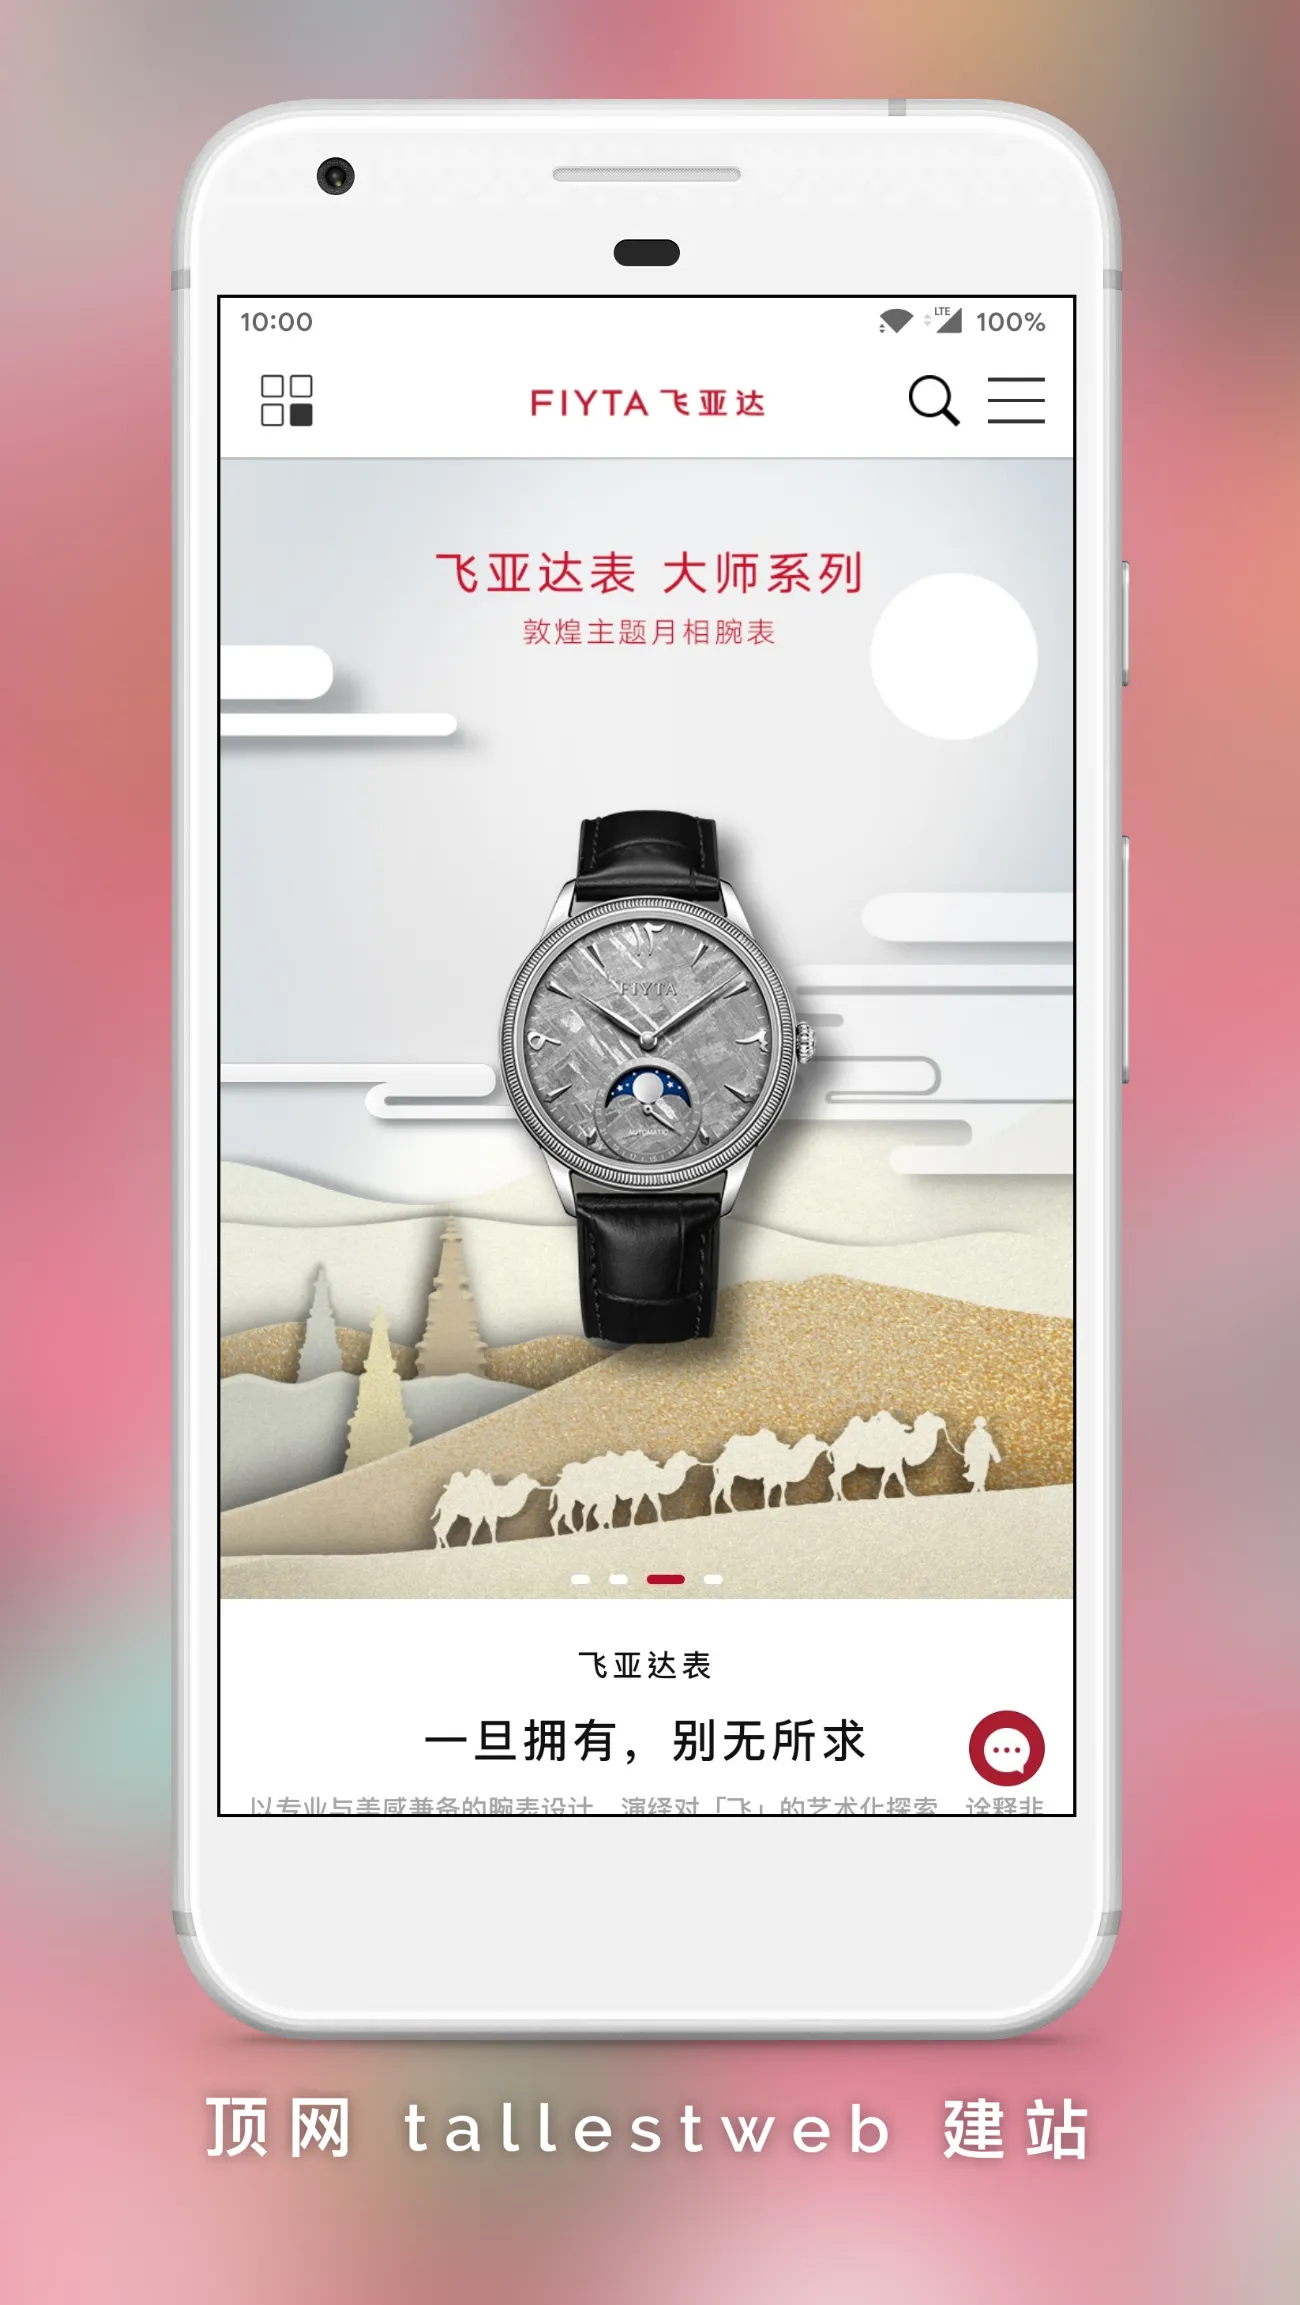 10:00 LTE 100%
FIYTA 飞亚达
飞亚达表 大师系列
敦煌主题月相腕表
١٢
FIYTA
٩
AUTOMATIC
飞亚达表
一旦拥有，别无所求
以专业与美感兼备的腕表设计，演绎对「飞」的艺术化探索，诠释非
顶网 tallestweb 建站